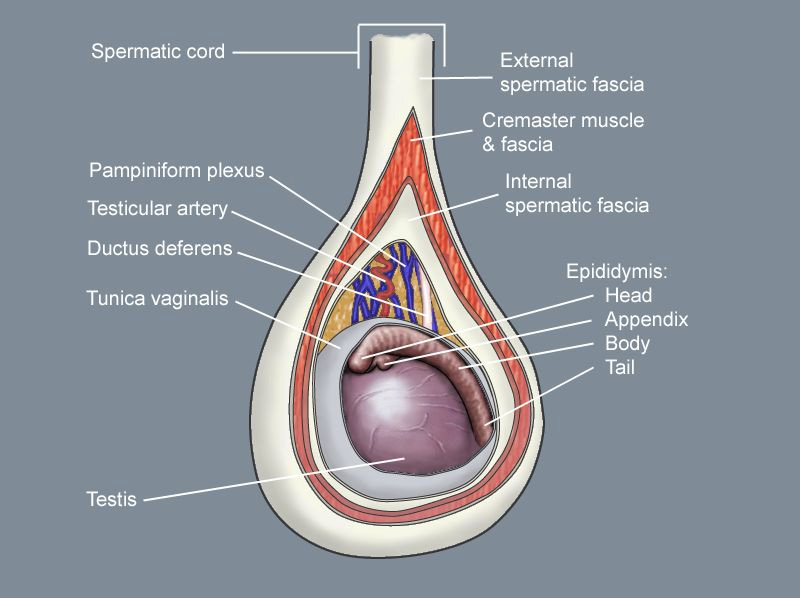 Spermatic cord
External
spermatic fascia
Cremaster muscle
& fascia
Pampiniform plexus
Internal
spermatic fascia
Testicular artery
Ductus deferens
Epididymis:
Tunica vaginalis
Head
Appendix
Body
Tail
Testis